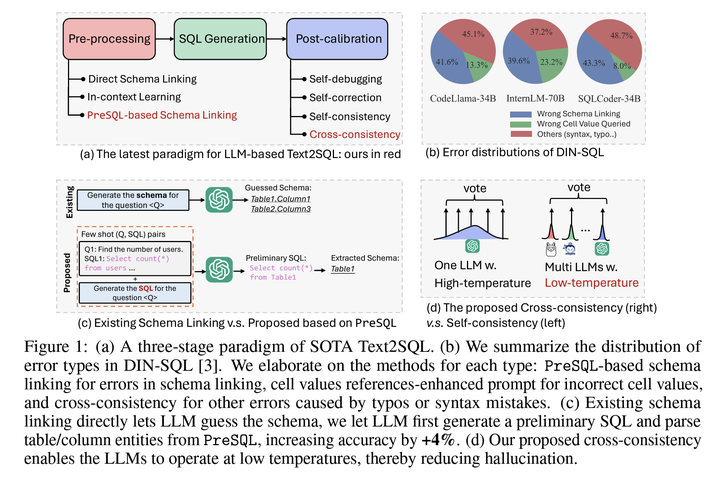 Pre-processing
SQL Generation
Post-calibration
Direct Schema Linking
In-context Learning
PreSQL-based Schema Linking
Self-debugging
Self-correction
Self-consistency
Cross-consistency
(a) The latest paradigm for LLM-based Text2SQL: ours in red
45.1%
41.6%
13.3%
CodeLlama-34B
37.2%
39.6%
23.2%
InternLM-70B
48.7%
43.3%
8.0%
SQLCoder-34B
Wrong Schema Linking
Wrong Cell Value Queried
Others (syntax, typo..)
(b) Error distributions of DIN-SQL
Existing
Generate the schema for
the question <Q>
Guessed Schema:
Table1.Column1
Table2.Column3
Proposed
Few shot (Q, SQL) pairs
Q1: Find the number of users.
SQL1: Select count(*)
from users ...
+
Generate the SQL for the
question <Q>
Preliminary SQL:
Select count(*)
from Table1
Extracted Schema:
Table1
(c) Existing Schema Linking v.s. Proposed based on PreSQL
vote
One LLM w.
High-temperature
vote
...
Multi LLMs w.
Low-temperature
(d) The proposed Cross-consistency (right)
v.s. Self-consistency (left)
Figure 1: (a) A three-stage paradigm of SOTA Text2SQL. (b) We summarize the distribution of
error types in DIN-SQL [3]. We elaborate on the methods for each type: PreSQL-based schema
linking for errors in schema linking, cell values references-enhanced prompt for incorrect cell values,
and cross-consistency for other errors caused by typos or syntax mistakes. (c) Existing schema
linking directly lets LLM guess the schema, we let LLM first generate a preliminary SQL and parse
table/column entities from PreSQL, increasing accuracy by +4%. (d) Our proposed cross-consistency
enables the LLMs to operate at low temperatures, thereby reducing hallucination.